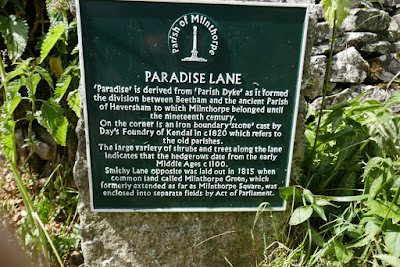 Parish of Milnthorpe
PARADISE LANE
'Paradise' is derived from 'Parish Dyke' as it formed
the division between Beetham and the ancient Parish
of Heversham to which Milnthorpe belonged until
the nineteenth century.
On the corner is an iron boundary 'stone' cast by
Day's Foundry of Kendal in c1820 which refers to
the old parishes.
The large variety of shrubs and trees along the lane
indicates that the hedgerows date from the early
Middle Ages c1100.
Smithy Lane opposite was laid out in 1815 when
common land called Milnthorpe Green, which
formerly extended as far as Milnthorpe Square, was
enclosed into separate fields by Act of Parliament.